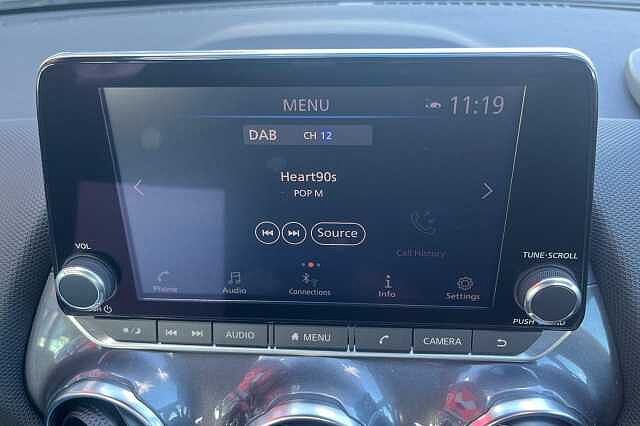 MENU
11:19
DAB CH 12
Heart90s
POP M
Source
Call History
VOL
TUNE·SCROLL
Phone
Audio
Connections
Info
Settings
PUSH SOUND
AUDIO
MENU
CAMERA